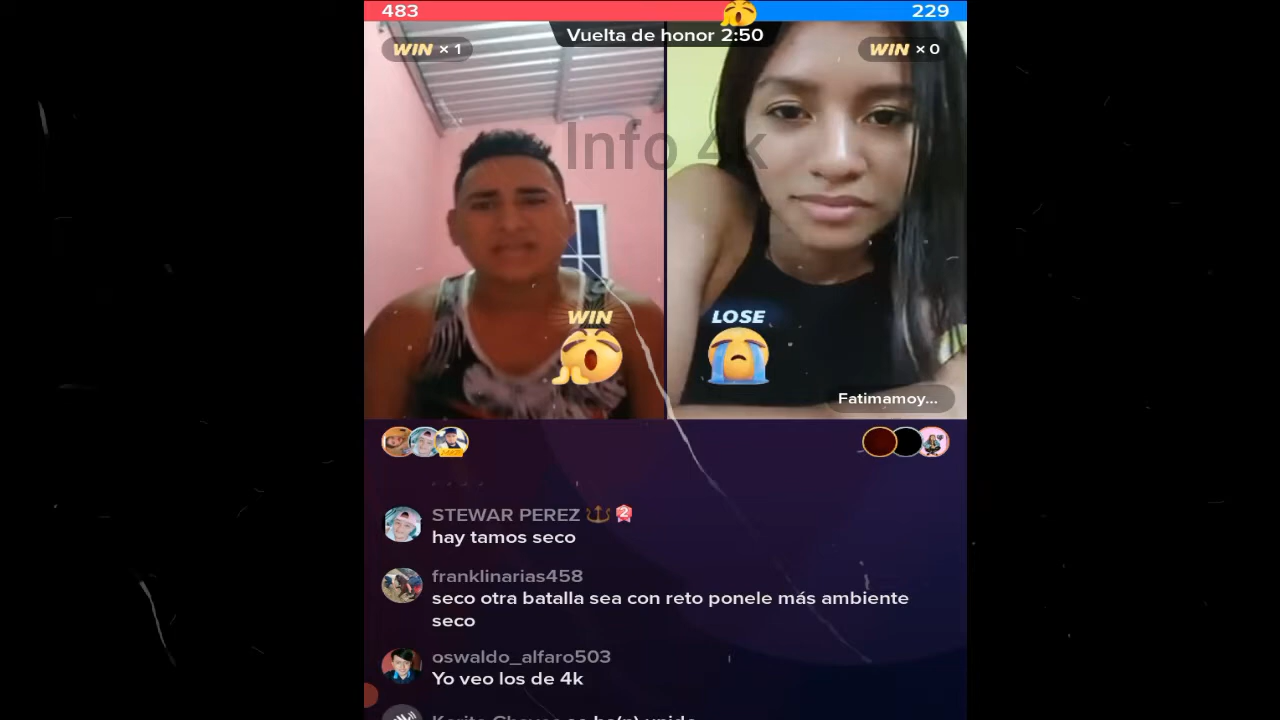 483
229
Vuelta de honor 2:50
WIN × 1
WIN × 0
Info 4k
WIN
LOSE
Fatimamoy...
STEWAR PEREZ
2
hay tamos seco
franklinarias458
seco otra batalla sea con reto ponele más ambiente
seco
oswaldo_alfaro503
Yo veo los de 4k